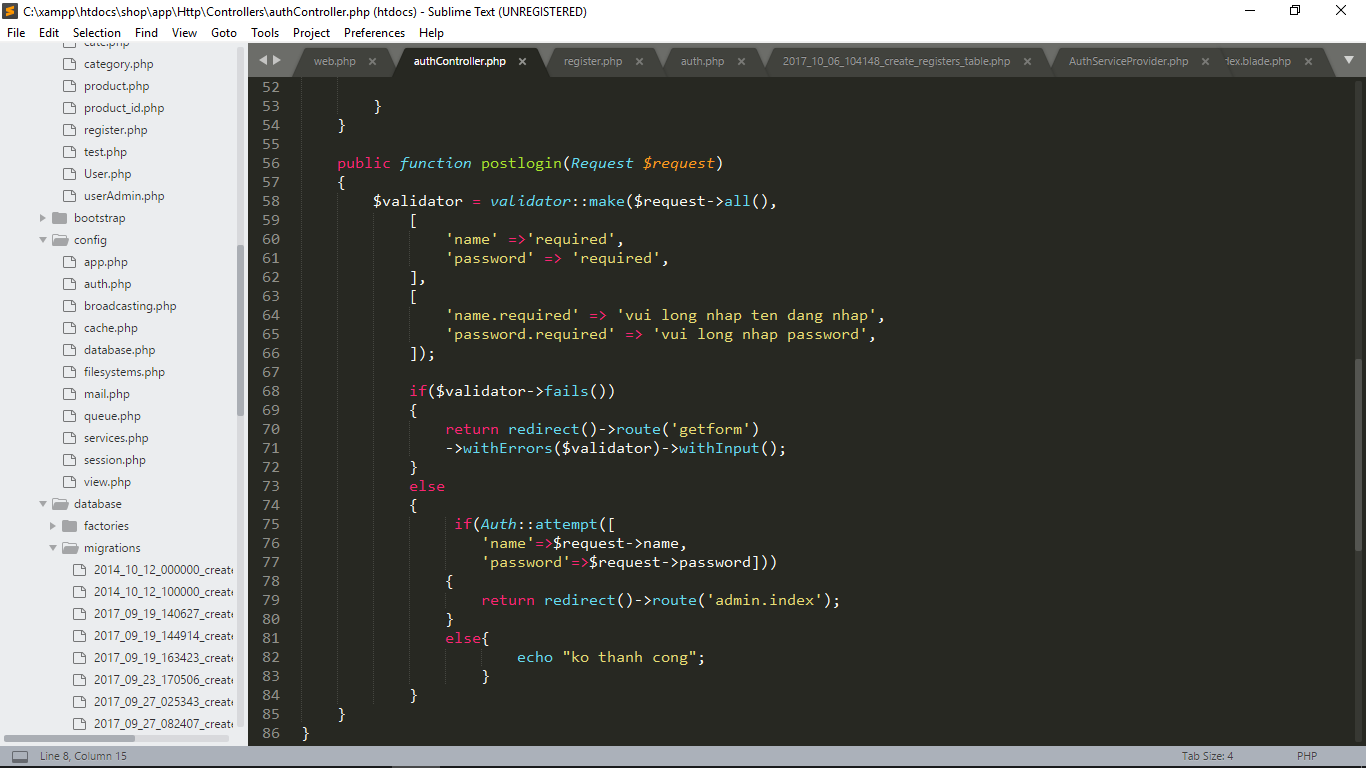 C:\xampp\htdocs\shop\app\Http\Controllers\authController.php (htdocs) - Sublime Text (UNREGISTERED)
File Edit Selection Find View Goto Tools Project Preferences Help
category.php
product.php
product_id.php
register.php
test.php
User.php
userAdmin.php
bootstrap
config
app.php
auth.php
broadcasting.php
cache.php
database.php
filesystems.php
mail.php
queue.php
services.php
session.php
view.php
database
factories
migrations
2014_10_12_000000_create
2014_10_12_100000_create
2017_09_19_140627_create
2017_09_19_144914_create
2017_09_19_163423_create
2017_09_23_170506_create
2017_09_27_025343_create
2017_09_27_082407_create
web.php × authController.php × register.php × auth.php × 2017_10_06_104148_create_registers_table.php × AuthServiceProvider.php × dex.blade.php ×
52
53 }
54 }
55
56 public function postlogin(Request $request)
57 {
58 $validator = validator::make($request->all(),
59 [
60 'name' =>'required',
61 'password' => 'required',
62 ],
63 [
64 'name.required' => 'vui long nhap ten dang nhap',
65 'password.required' => 'vui long nhap password',
66 ]);
67
68 if($validator->fails())
69 {
70 return redirect()->route('getform')
71 ->withErrors($validator)->withInput();
72 }
73 else
74 {
75 if(Auth::attempt([
76 'name'=>$request->name,
77 'password'=>$request->password]))
78 {
79 return redirect()->route('admin.index');
80 }
81 else{
82 echo "ko thanh cong";
83 }
84 }
85 }
86 }
Line 8, Column 15 Tab Size: 4 PHP